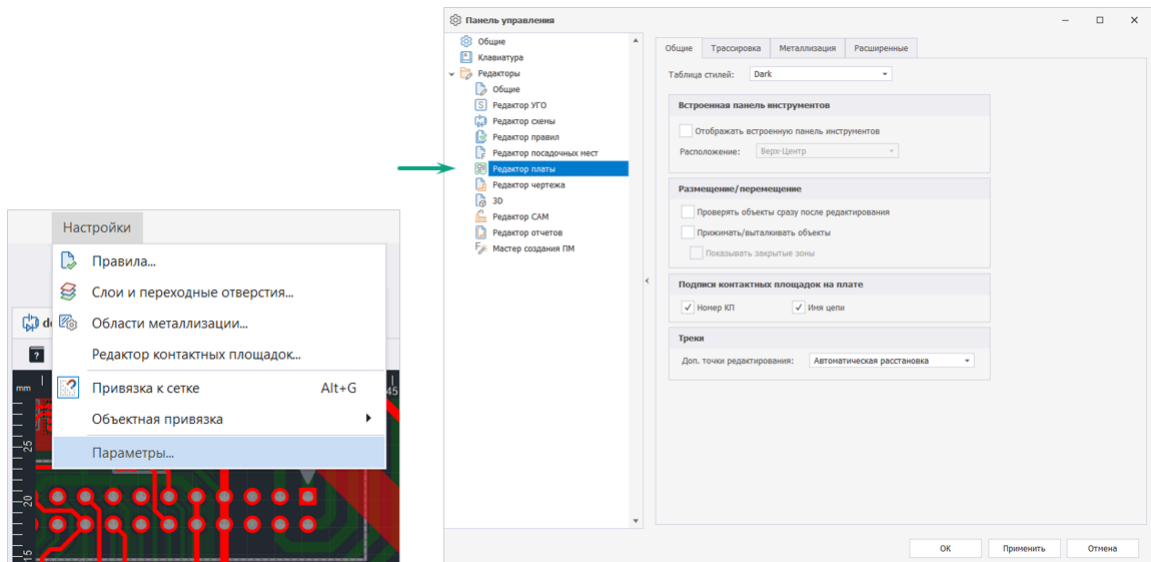 Настройки
Правила...
Слои и переходные отверстия...
Области металлизации...
Редактор контактных площадок...
Привязка к сетке Alt+G
Объектная привязка
Параметры...
mm
45
25
20
15
Панель управления
Общие
Клавиатура
Редакторы
Общие
Редактор УГО
Редактор схемы
Редактор правил
Редактор посадочных мест
Редактор платы
Редактор чертежа
3D
Редактор CAM
Редактор отчетов
Мастер создания ПМ
Общие Трассировка Металлизация Расширенные
Таблица стилей: Dark
Встроенная панель инструментов
Отображать встроенную панель инструментов
Расположение: Верх-Центр
Размещение/перемещение
Проверять объекты сразу после редактирования
Прижимать/выталкивать объекты
Показывать закрытые зоны
Подписи контактных площадок на плате
Номер КП Имя цепи
Треки
Доп. точки редактирования: Автоматическая расстановка
ОК Применить Отмена